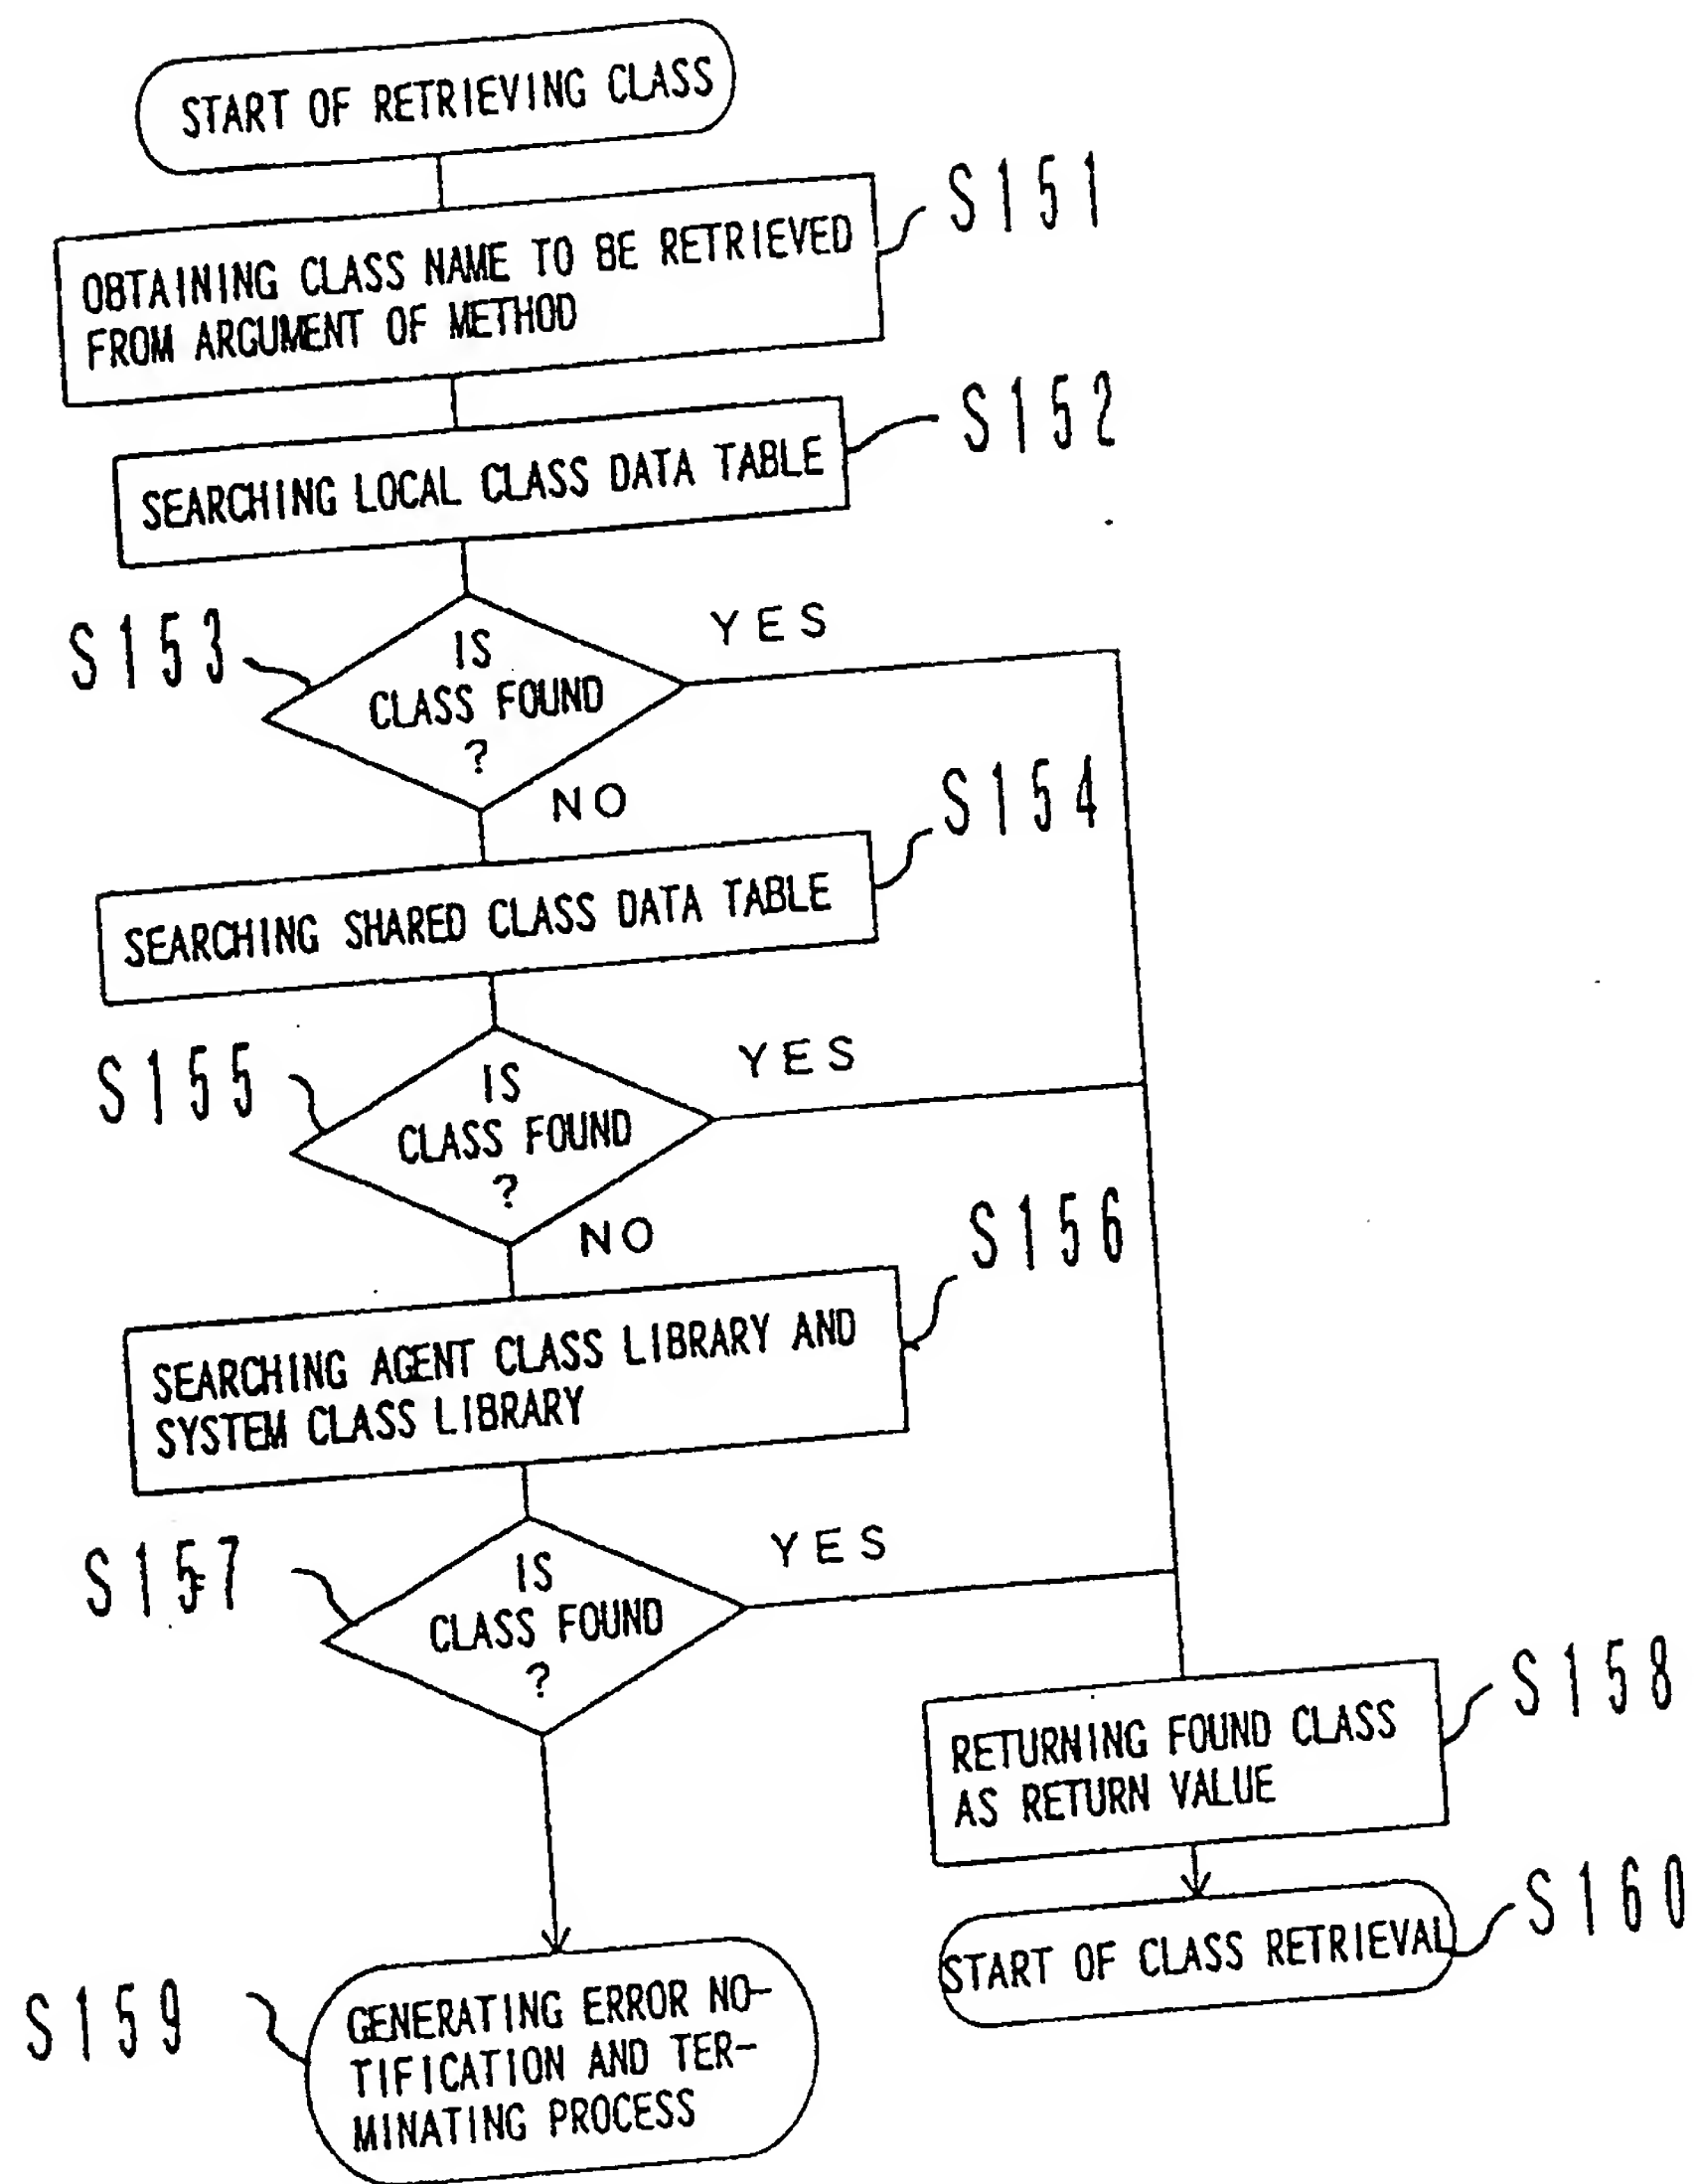 START OF RETRIEVING CLASS
S151
OBTAINING CLASS NAME TO BE RETRIEVED
FROM ARGUMENT OF METHOD
S152
SEARCHING LOCAL CLASS DATA TABLE
S153
IS
CLASS FOUND
?
YES
NO
S154
SEARCHING SHARED CLASS DATA TABLE
S155
IS
CLASS FOUND
?
YES
NO
S156
SEARCHING AGENT CLASS LIBRARY AND
SYSTEM CLASS LIBRARY
S157
IS
CLASS FOUND
?
YES
S158
RETURNING FOUND CLASS
AS RETURN VALUE
S160
START OF CLASS RETRIEVAL
S159
GENERATING ERROR NO-
TIFICATION AND TER-
MINATING PROCESS